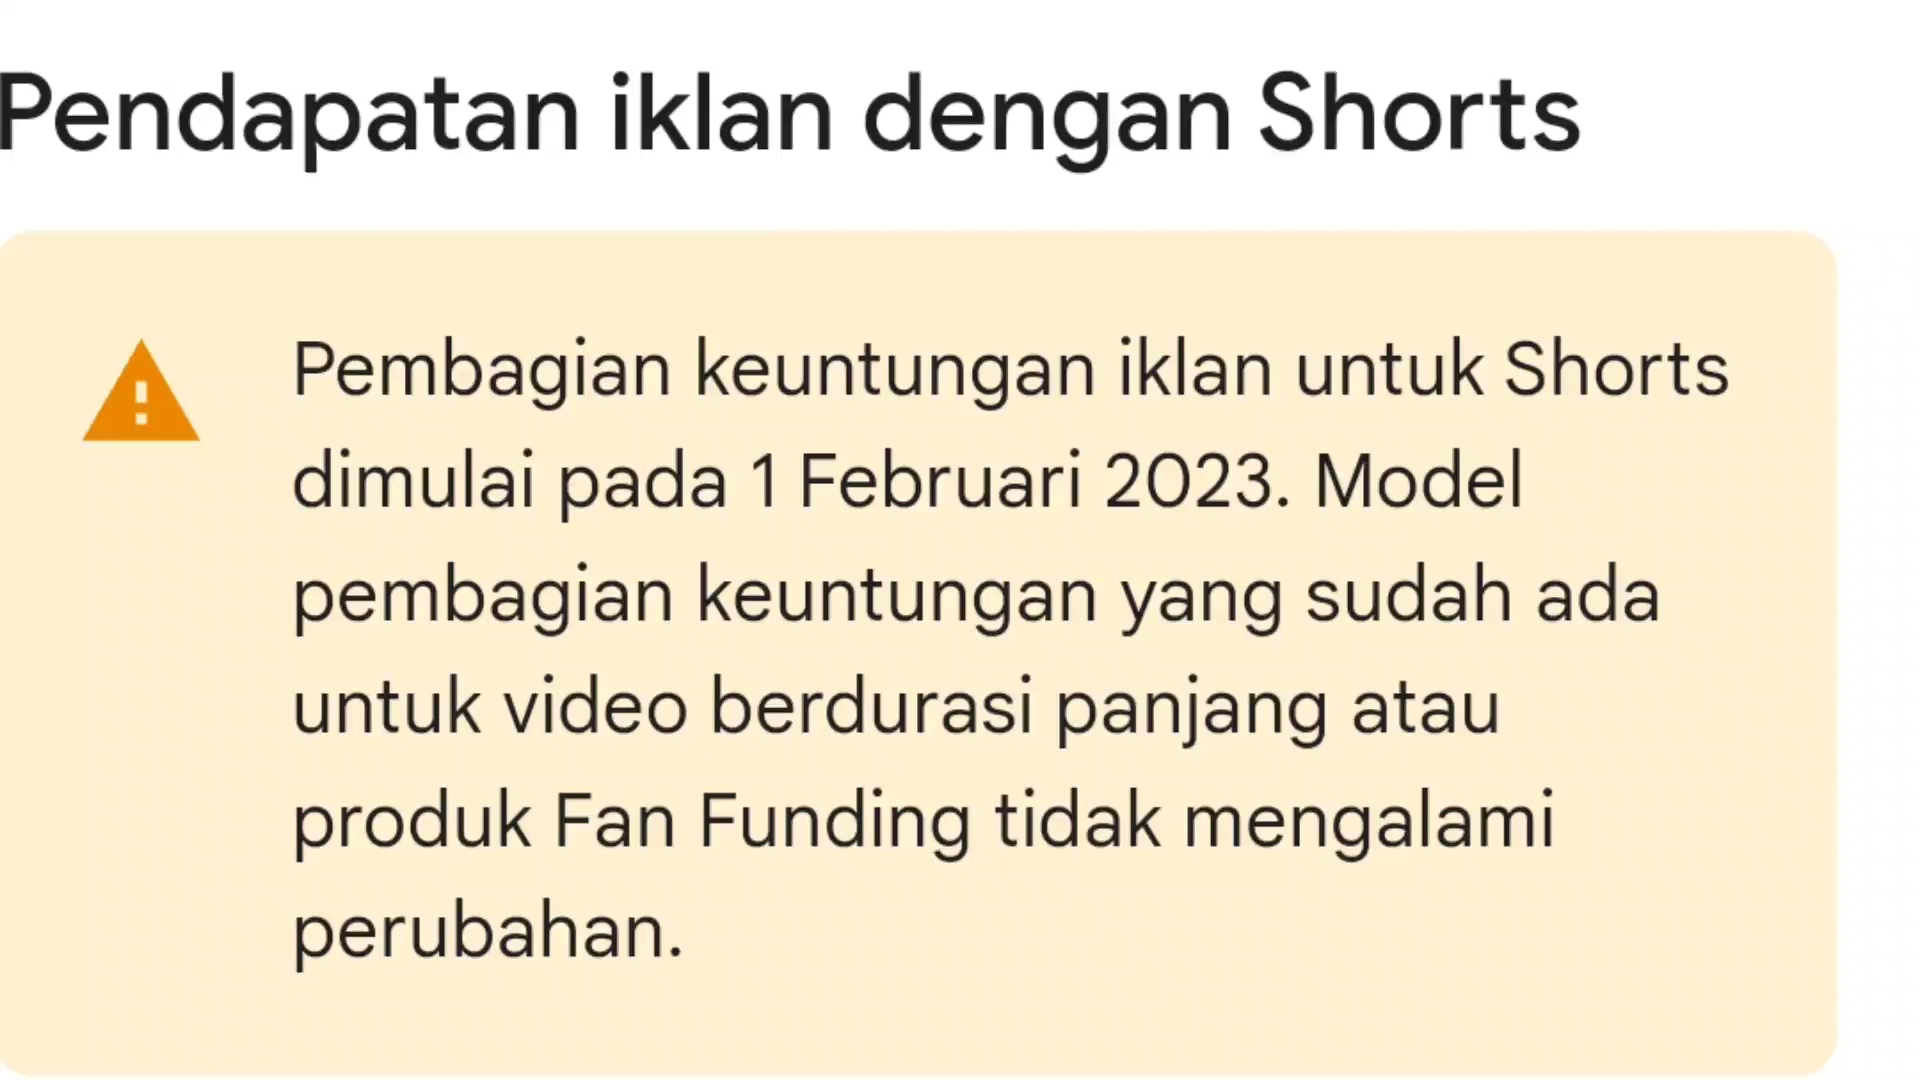 Pendapatan iklan dengan Shorts
Pembagian keuntungan iklan untuk Shorts
dimulai pada 1 Februari 2023. Model
pembagian keuntungan yang sudah ada
untuk video berdurasi panjang atau
produk Fan Funding tidak mengalami
perubahan.